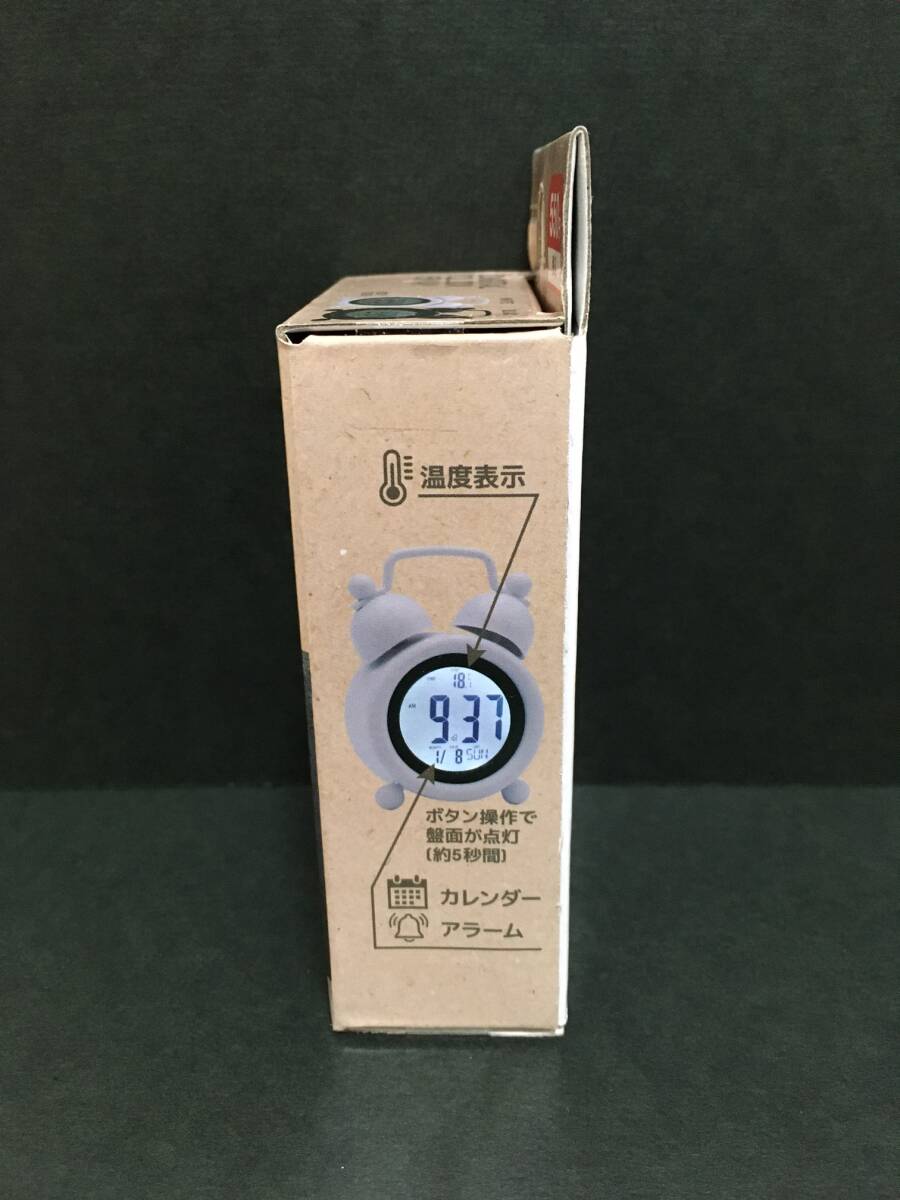 温度表示
18
AM
9:37
1/ 8 SUN
ボタン操作で
盤面が点灯
(約5秒間)
カレンダー
アラーム